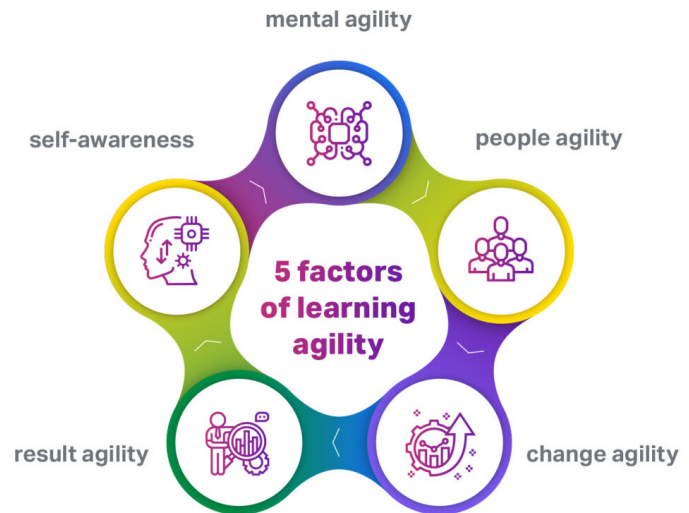 mental agility
self-awareness
people agility
5 factors
of learning
agility
result agility
change agility